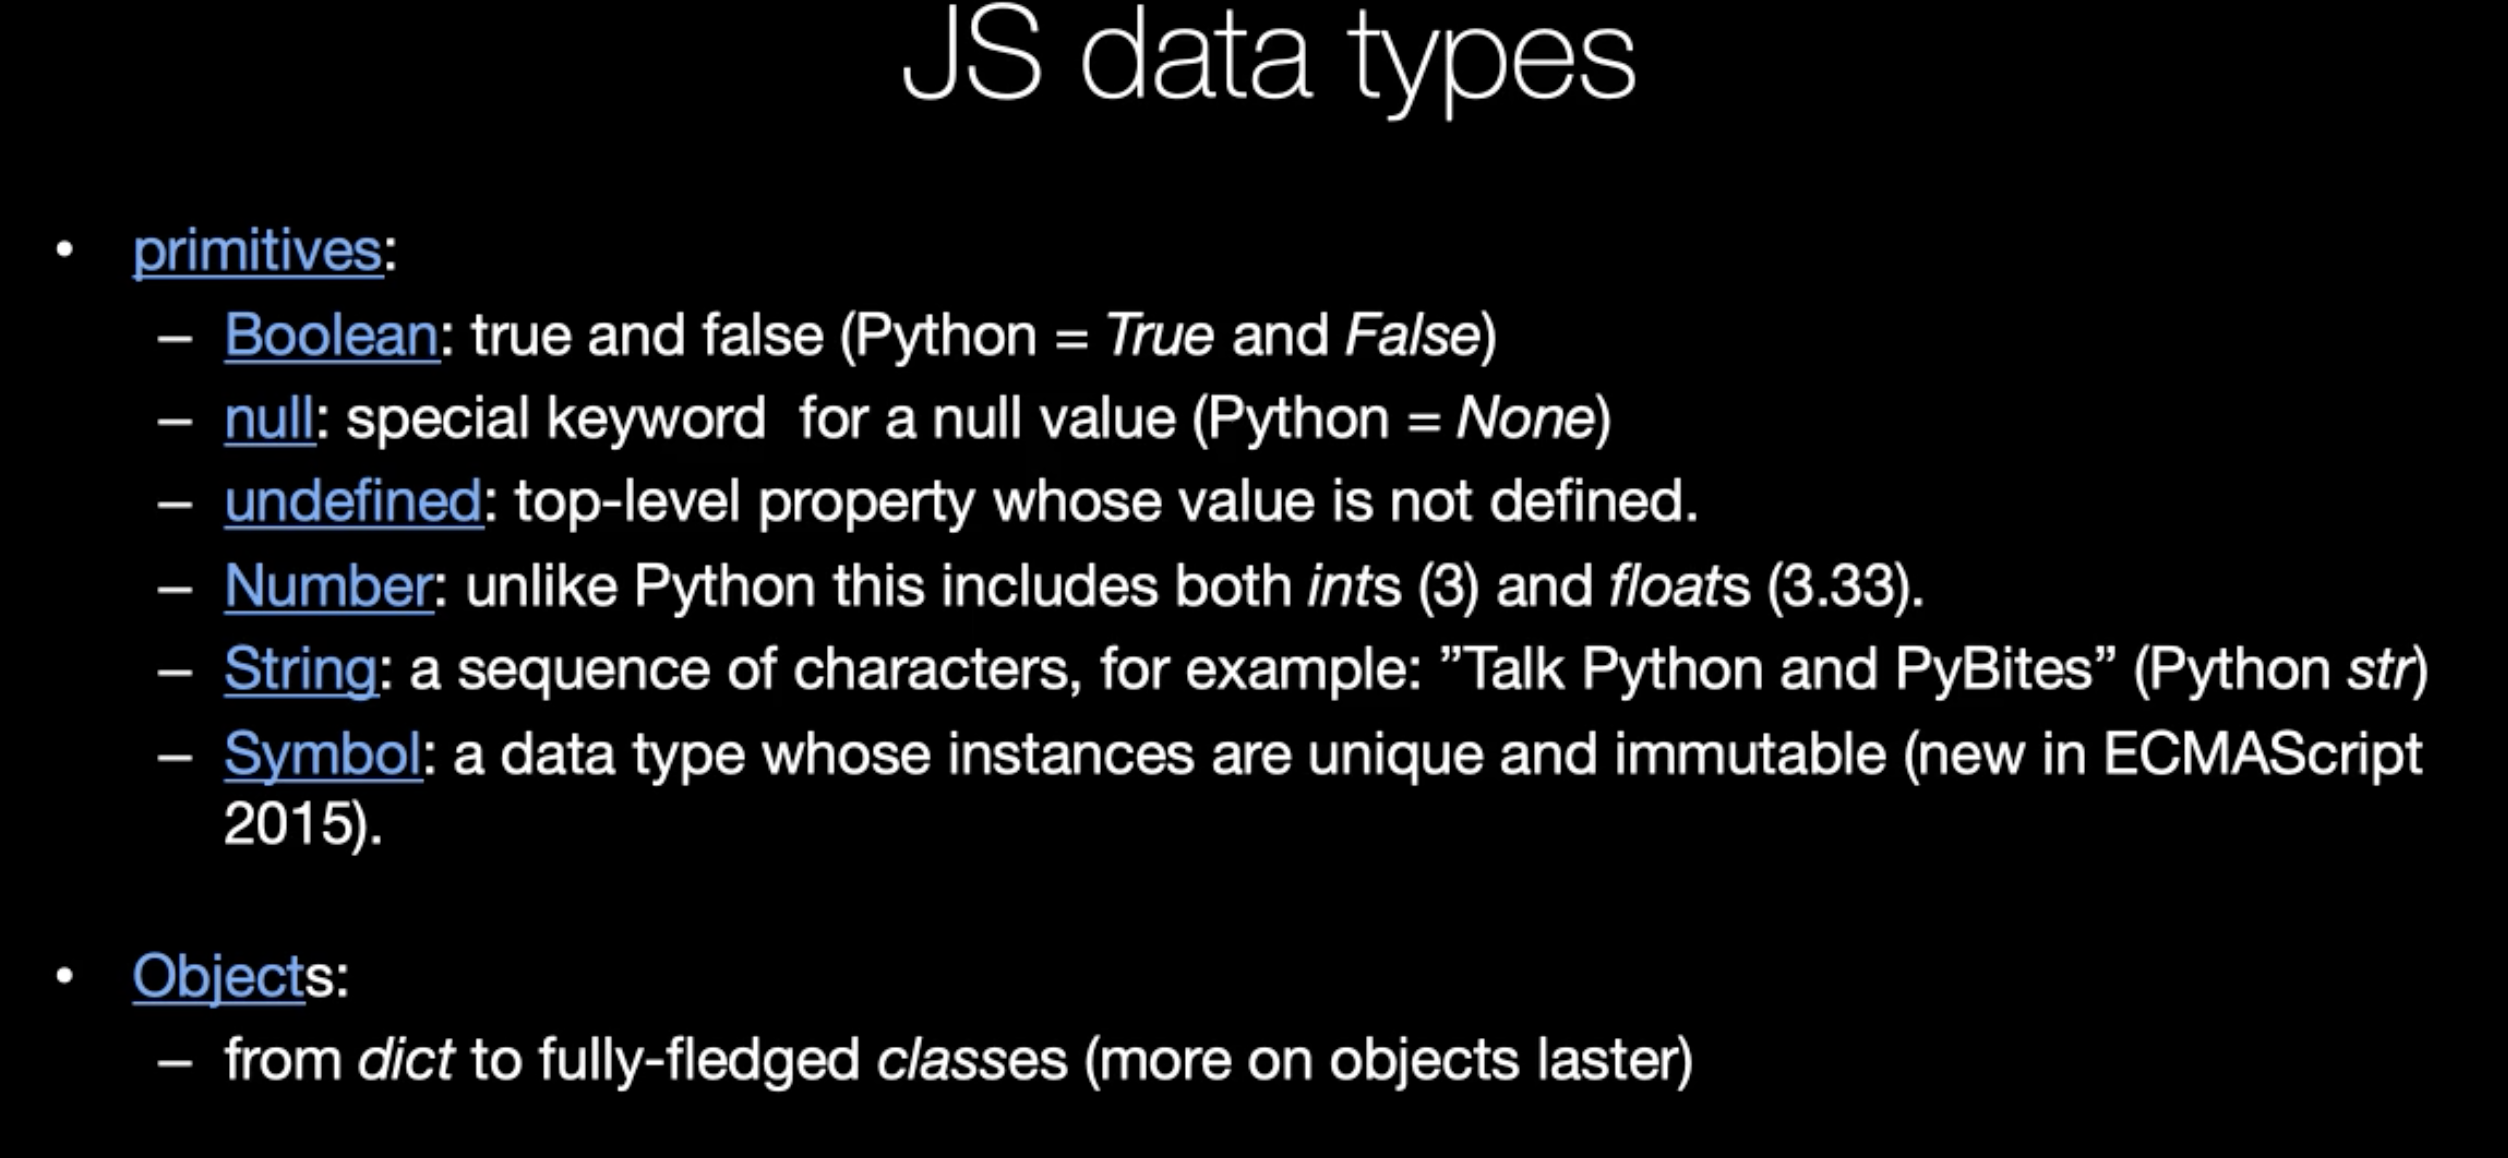 JS data types
• primitives:
– Boolean: true and false (Python = True and False)
– null: special keyword  for a null value (Python = None)
– undefined: top-level property whose value is not defined.
– Number: unlike Python this includes both ints (3) and floats (3.33).
– String: a sequence of characters, for example: ”Talk Python and PyBites” (Python str)
– Symbol: a data type whose instances are unique and immutable (new in ECMAScript
2015).
• Objects:
– from dict to fully-fledged classes (more on objects laster)